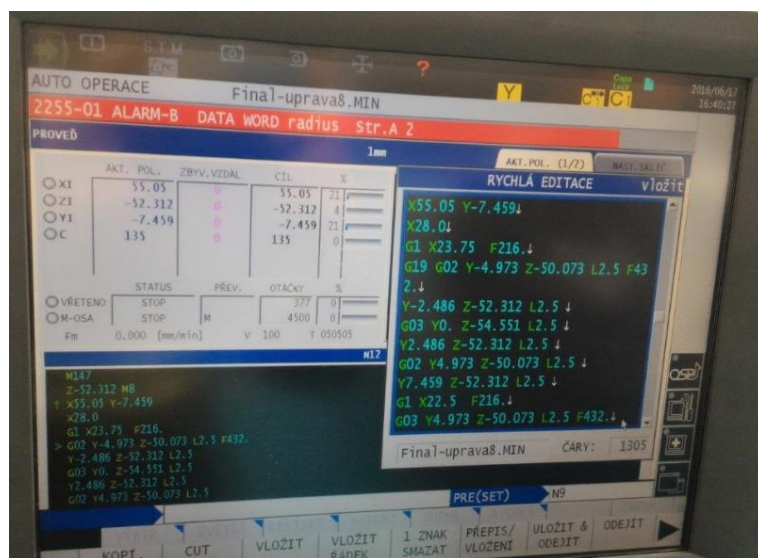 AUTO OPERACE
Final-uprava8.MIN
Y
2016/06/17
16:40:27
2255-01 ALARM-B DATA WORD radius Str.A 2
PROVEĎ
1mm
AKT.POL. (1/2)
AKT. POL. ZBYV.VZDÁL CÍL %
XI 55.05 0 55.05 21
ZI -52.312 0 -52.312 4
YI -7.459 0 -7.459 21
C 135 0 135 0
STATUS PŘEV. OTÁČKY %
VŘETENO STOP 377 0
M-OSA STOP M 4500 0
Fm 0.000 [mm/min] V 100 T 050505
N12
M147
Z-52.312 M8
X55.05 Y-7.459
X28.0
G1 X23.75 F216.
> G02 Y-4.973 Z-50.073 L2.5 F432.
Y-2.486 Z-52.312 L2.5
G03 Y0. Z-54.551 L2.5
Y2.486 Z-52.312 L2.5
G02 Y4.973 Z-50.073 L2.5
RYCHLÁ EDITACE vložit
X55.05 Y-7.459↓
X28.0↓
G1 X23.75 F216.↓
G19 G02 Y-4.973 Z-50.073 L2.5 F43
2.↓
Y-2.486 Z-52.312 L2.5 ↓
G03 Y0. Z-54.551 L2.5 ↓
Y2.486 Z-52.312 L2.5 ↓
G02 Y4.973 Z-50.073 L2.5 ↓
Y7.459 Z-52.312 L2.5 ↓
G1 X22.5 F216.↓
G03 Y4.973 Z-50.073 L2.5 F432.↓
Final-uprava8.MIN ČÁRY: 1305
PRE(SET) N9
KOPÍ.
CUT
VLOŽIT
VLOŽIT
ŘÁDEK
1 ZNAK
SMAZAT
PŘEPIS/
VLOŽENÍ
ULOŽIT &
ODEJÍT
ODEJÍT